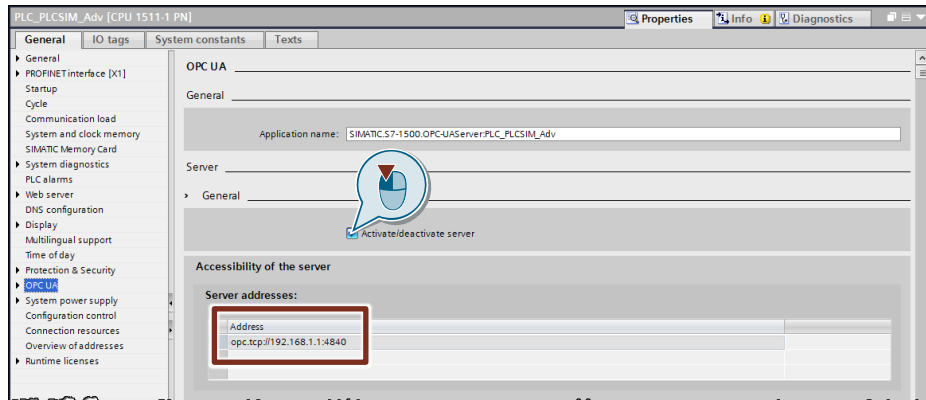 PLC_PLCSIM_Adv [CPU 1511-1 PN]
Properties Info Diagnostics
General IO tags System constants Texts
General
PROFINET interface [X1]
Startup
Cycle
Communication load
System and clock memory
SIMATIC Memory Card
System diagnostics
PLC alarms
Web server
DNS configuration
Display
Multilingual support
Time of day
Protection & Security
OPC UA
System power supply
Configuration control
Connection resources
Overview of addresses
Runtime licenses
OPC UA
General
Application name: SIMATIC.S7-1500.OPC-UAServer:PLC_PLCSIM_Adv
Server
General
Activate/deactivate server
Accessibility of the server
Server addresses:
Address
opc.tcp://192.168.1.1:4840